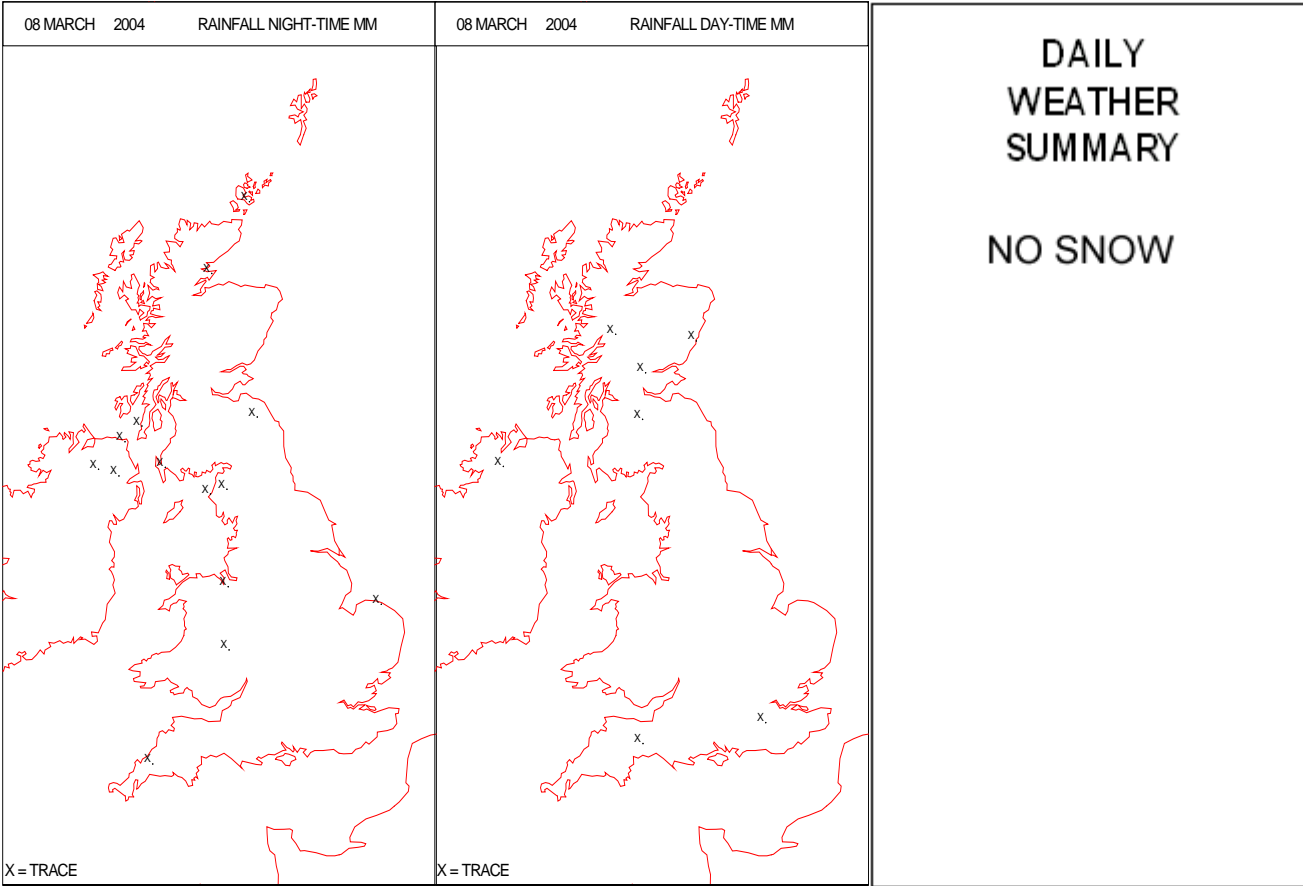 08 MARCH 2004 RAINFALL NIGHT-TIME MM
X.
X.
X.
X.
X.
X.
X.
X.
X.
X.
X.
X.
X.
X.
X = TRACE
08 MARCH 2004 RAINFALL DAY-TIME MM
X.
X.
X.
X.
X.
X.
X.
X = TRACE
DAILY
WEATHER
SUMMARY
NO SNOW